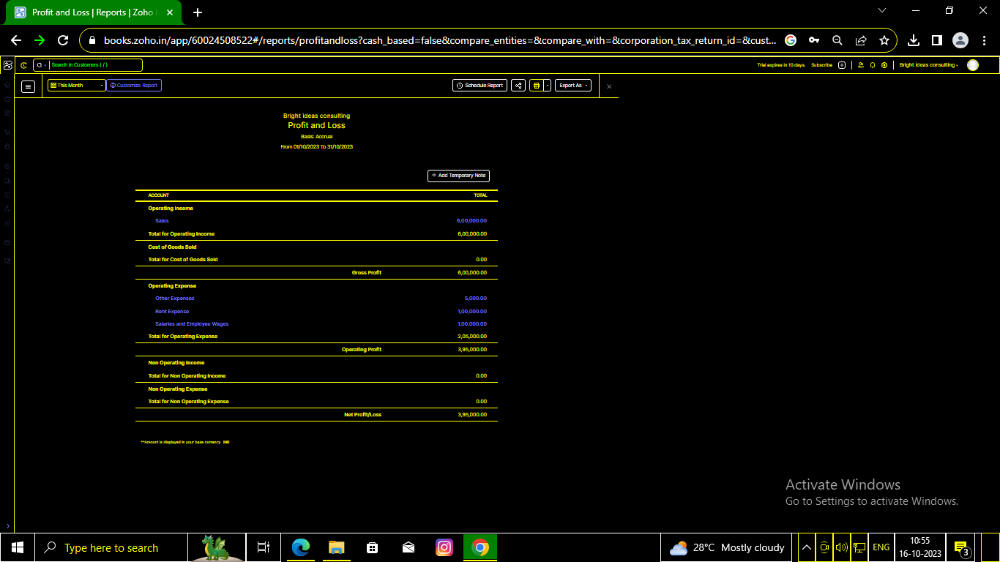 Profit and Loss | Reports | Zoho
books.zoho.in/app/60024508522#/reports/profitandloss?cash_based=false&compare_entities=&compare_with=&corporation_tax_return_id=&cust...
Search in Customers ( / )
Trial expires in 10 days. Subscribe
Bright ideas consulting
This Month
Customize Report
Schedule Report
Export As
Bright ideas consulting
Profit and Loss
Basis: Accrual
From 01/10/2023 To 31/10/2023
+ Add Temporary Note
ACCOUNT TOTAL
Operating Income
Sales 6,00,000.00
Total for Operating Income 6,00,000.00
Cost of Goods Sold
Total for Cost of Goods Sold 0.00
Gross Profit 6,00,000.00
Operating Expense
Other Expenses 5,000.00
Rent Expense 1,00,000.00
Salaries and Employee Wages 1,00,000.00
Total for Operating Expense 2,05,000.00
Operating Profit 3,95,000.00
Non Operating Income
Total for Non Operating Income 0.00
Non Operating Expense
Total for Non Operating Expense 0.00
Net Profit/Loss 3,95,000.00
**Amount is displayed in your base currency INR
Activate Windows
Go to Settings to activate Windows.
Type here to search
28°C Mostly cloudy
ENG
10:55
16-10-2023
3